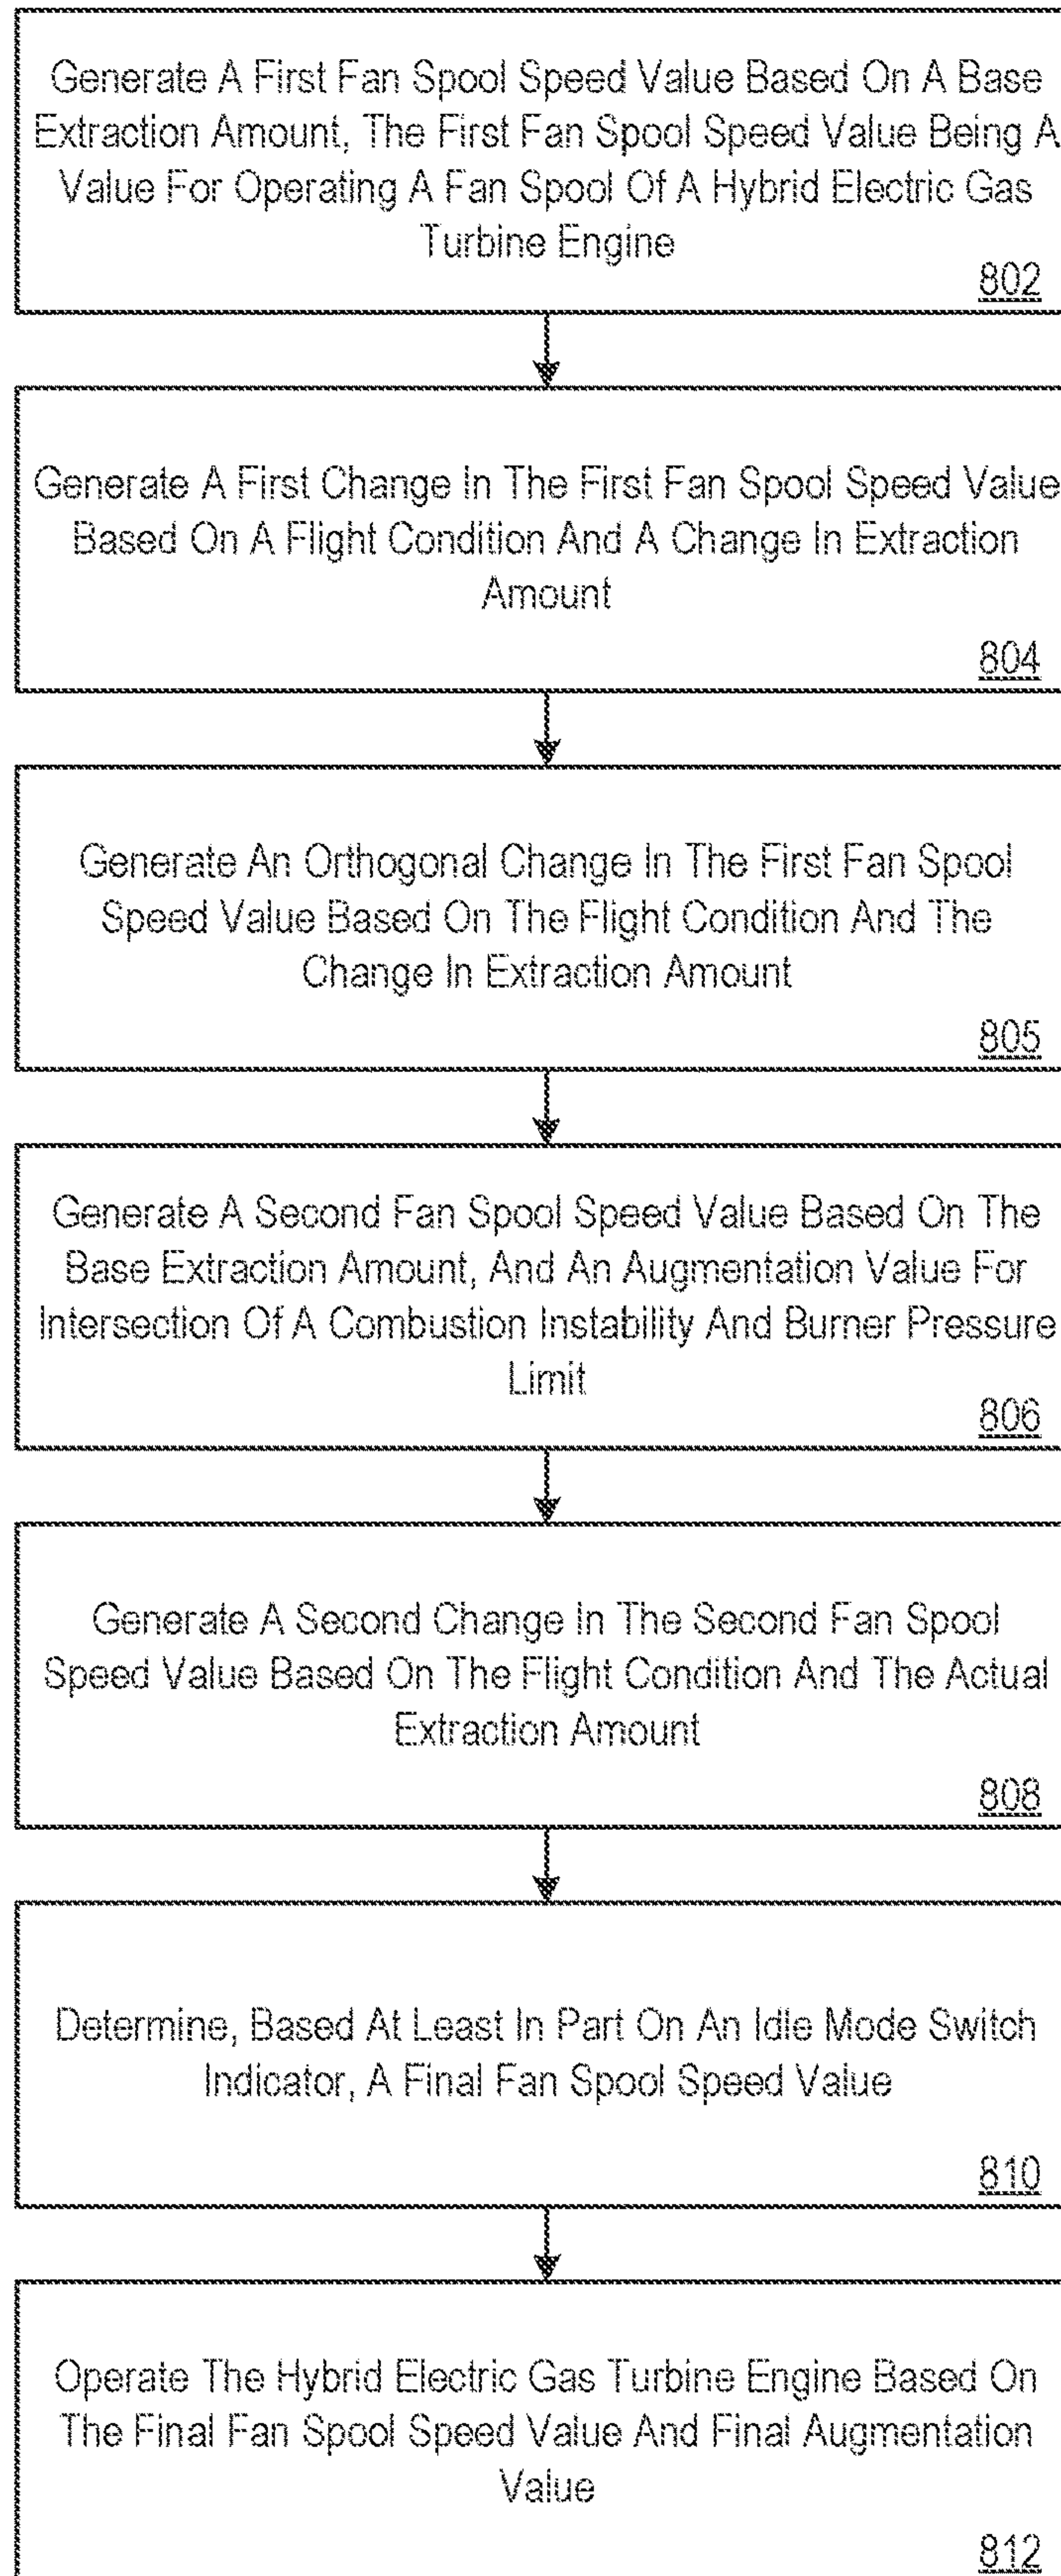 Generate A First Fan Spool Speed Value Based On A Base
Extraction Amount, The First Fan Spool Speed Value Being A
Value For Operating A Fan Spool Of A Hybrid Electric Gas
Turbine Engine
802
Generate A First Change In The First Fan Spool Speed Value
Based On A Flight Condition And A Change In Extraction
Amount
804
Generate An Orthogonal Change In The First Fan Spool
Speed Value Based On The Flight Condition And The
Change In Extraction Amount
805
Generate A Second Fan Spool Speed Value Based On The
Base Extraction Amount, And An Augmentation Value For
Intersection Of A Combustion Instability And Burner Pressure
Limit
806
Generate A Second Change In The Second Fan Spool
Speed Value Based On The Flight Condition And The Actual
Extraction Amount
808
Determine, Based At Least In Part On An Idle Mode Switch
Indicator, A Final Fan Spool Speed Value
810
Operate The Hybrid Electric Gas Turbine Engine Based On
The Final Fan Spool Speed Value And Final Augmentation
Value
812